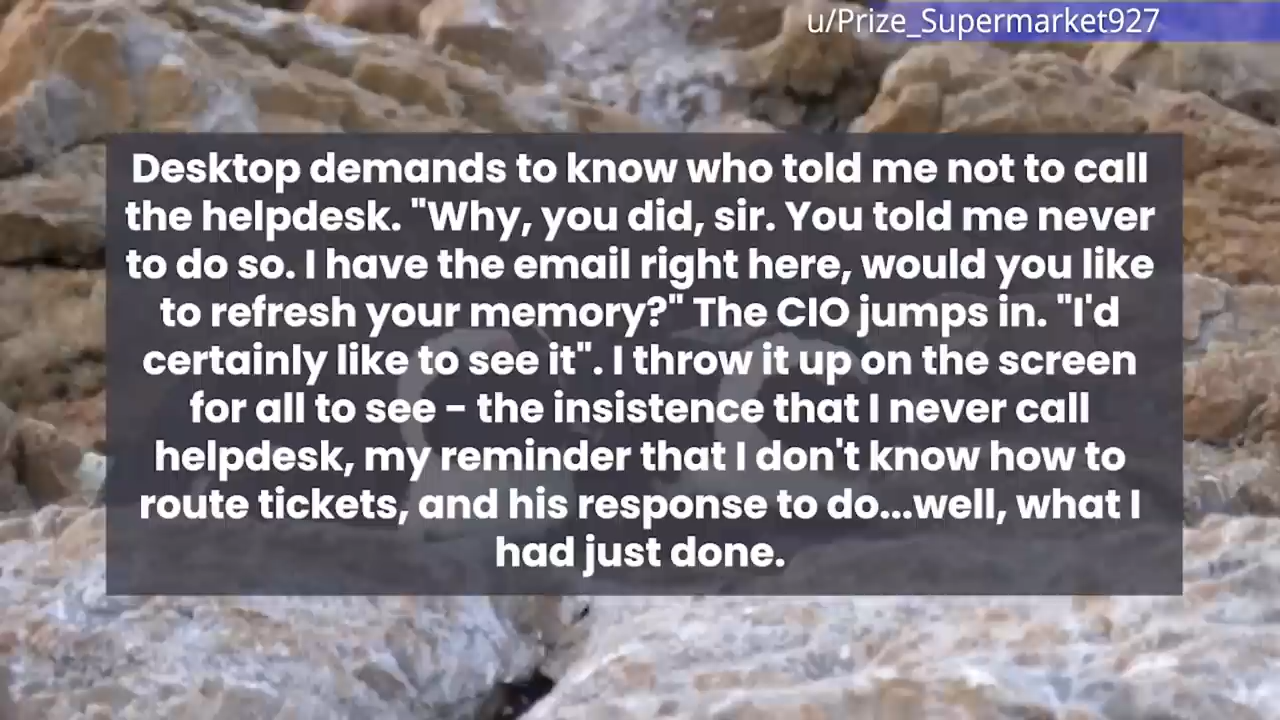 u/Prize_Supermarket927
Desktop demands to know who told me not to call
the helpdesk. "Why, you did, sir. You told me never
to do so. I have the email right here, would you like
to refresh your memory?" The CIO jumps in. "I'd
certainly like to see it". I throw it up on the screen
for all to see - the insistence that I never call
helpdesk, my reminder that I don't know how to
route tickets, and his response to do...well, what I
had just done.